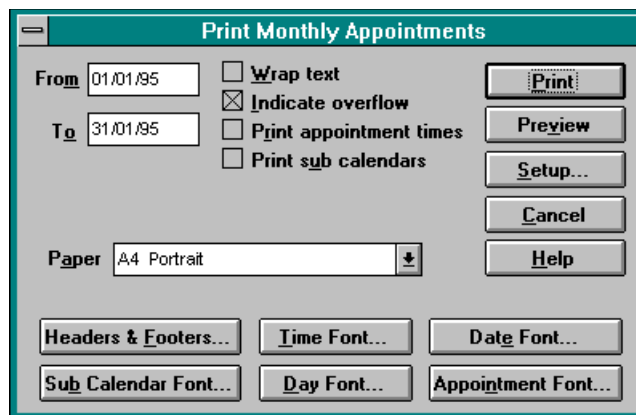 Print Monthly Appointments
From 01/01/95
To 31/01/95
Wrap text
Indicate overflow
Print appointment times
Print sub calendars
Print
Preview
Setup...
Cancel
Help
Paper A4 Portrait
Headers & Footers... Time Font... Date Font...
Sub Calendar Font... Day Font... Appointment Font...